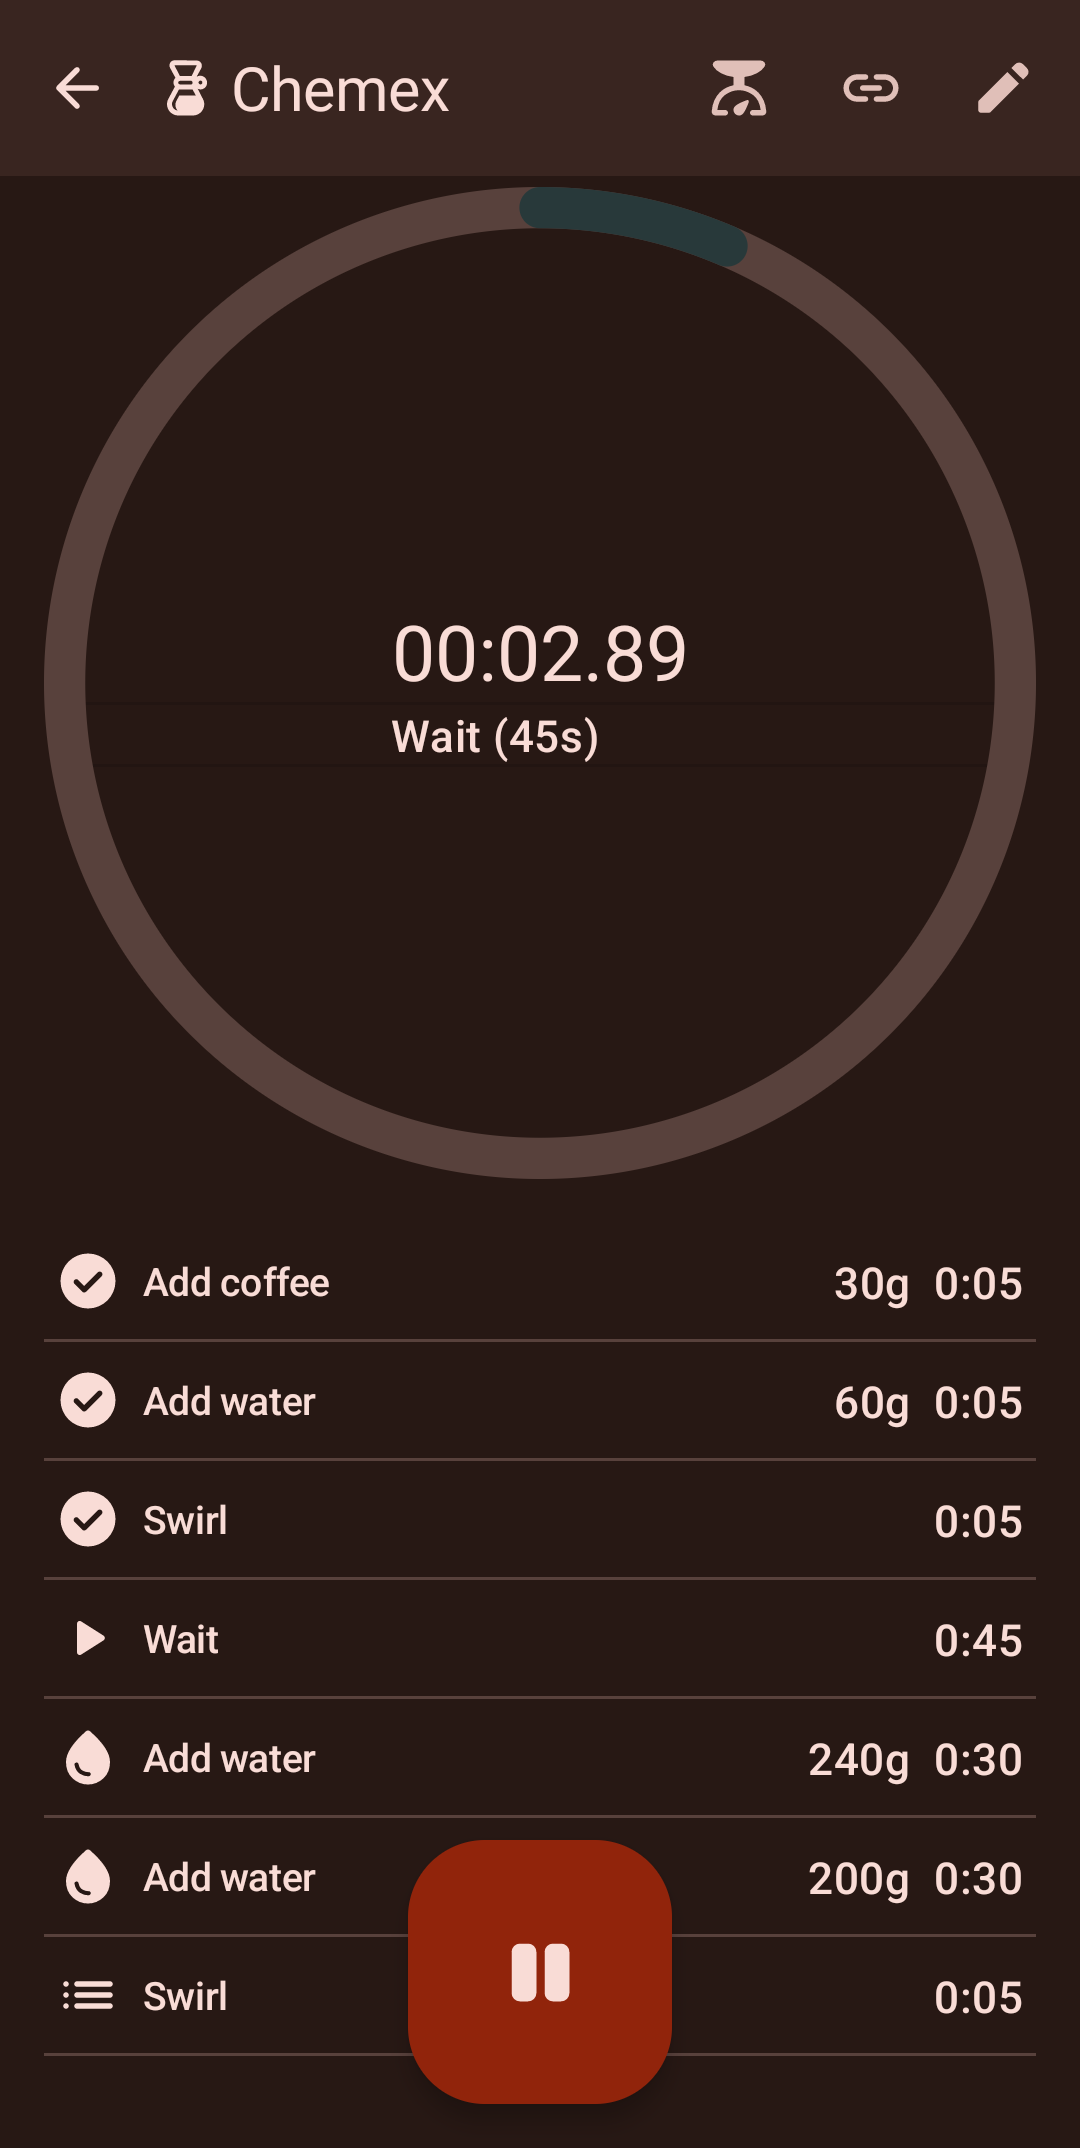 Chemex
00:02.89
Wait (45s)
Add coffee 30g 0:05
Add water 60g 0:05
Swirl 0:05
Wait 0:45
Add water 240g 0:30
Add water 200g 0:30
Swirl 0:05